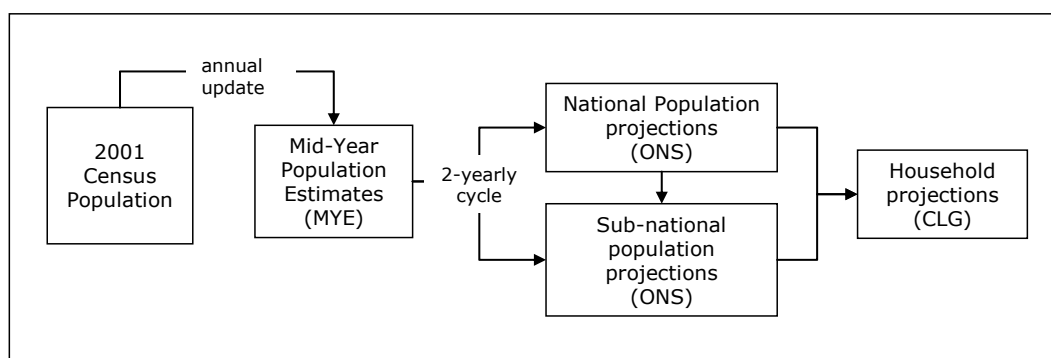 annual
update
2001
Census
Population
Mid-Year
Population
Estimates
(MYE)
2-yearly
cycle
National Population
projections
(ONS)
Sub-national
population
projections
(ONS)
Household
projections
(CLG)